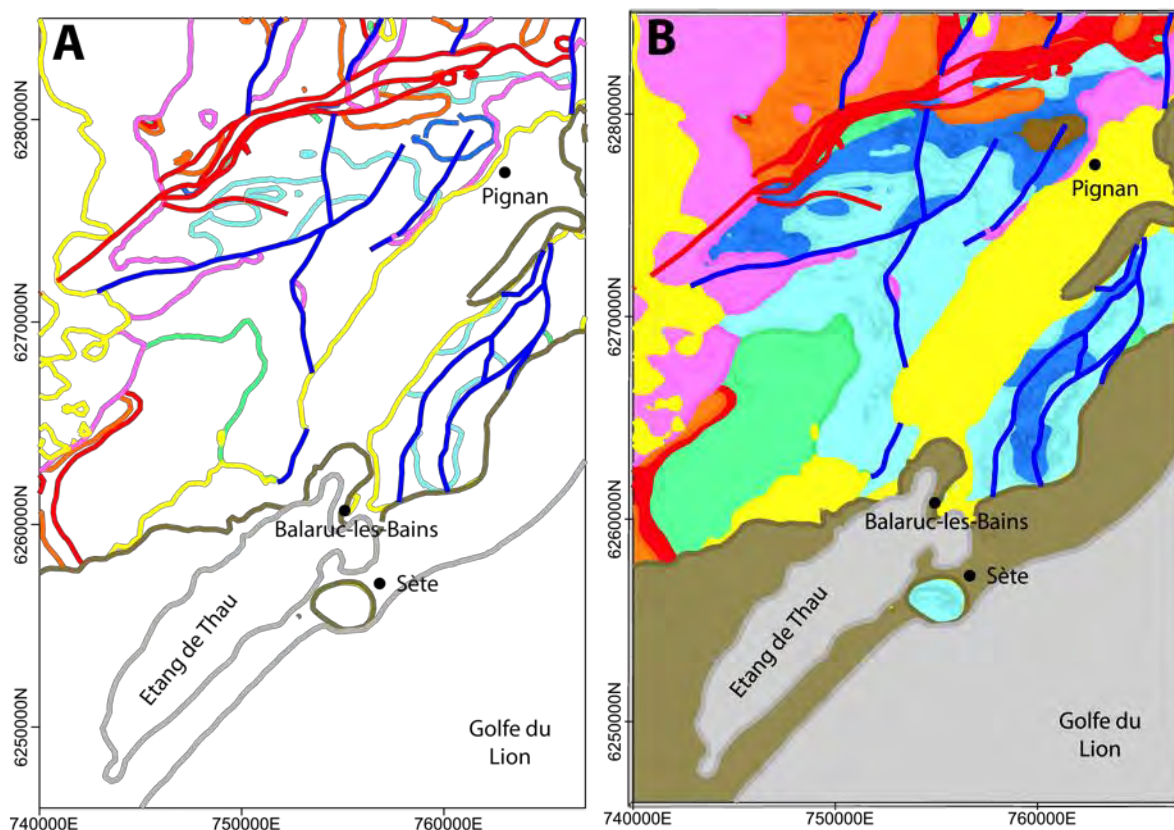 A
Pignan
Balaruc-les-Bains
Sète
Etang de Thau
Golfe du
Lion
6280000N
6270000N
6260000N
6250000N
740000E
750000E
760000E
B
Pignan
Balaruc-les-Bains
Sète
Etang de Thau
Golfe du
Lion
6280000N
6270000N
6260000N
6250000N
740000E
750000E
760000E